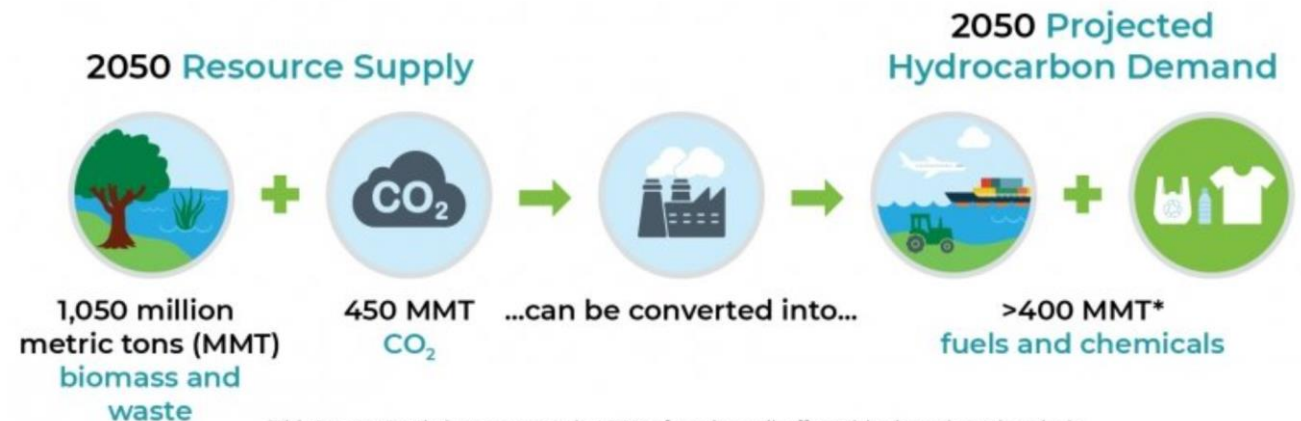 2050 Resource Supply
2050 Projected
Hydrocarbon Demand
CO2
1,050 million
metric tons (MMT)
biomass and
waste
450 MMT
CO2
...can be converted into...
>400 MMT*
fuels and chemicals